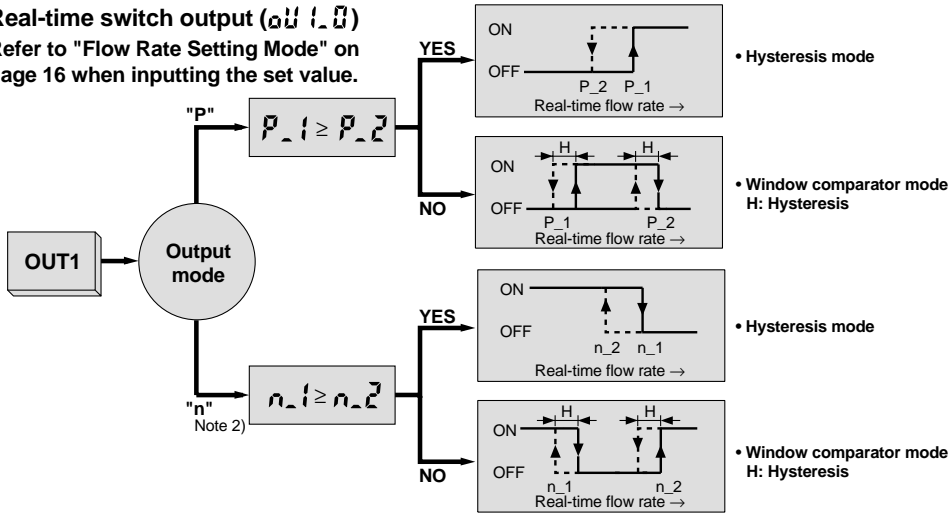 Real-time switch output (oU 1_0)
Refer to "Flow Rate Setting Mode" on
page 16 when inputting the set value.
OUT1
Output
mode
"P"
P_1 ≥ P_2
YES
ON
OFF
P_2 P_1
Real-time flow rate →
• Hysteresis mode
NO
H H
ON
OFF
P_1 P_2
Real-time flow rate →
• Window comparator mode
H: Hysteresis
"n"
Note 2)
n_1 ≥ n_2
YES
ON
OFF
n_2 n_1
Real-time flow rate →
• Hysteresis mode
NO
H H
ON
OFF
n_1 n_2
Real-time flow rate →
• Window comparator mode
H: Hysteresis